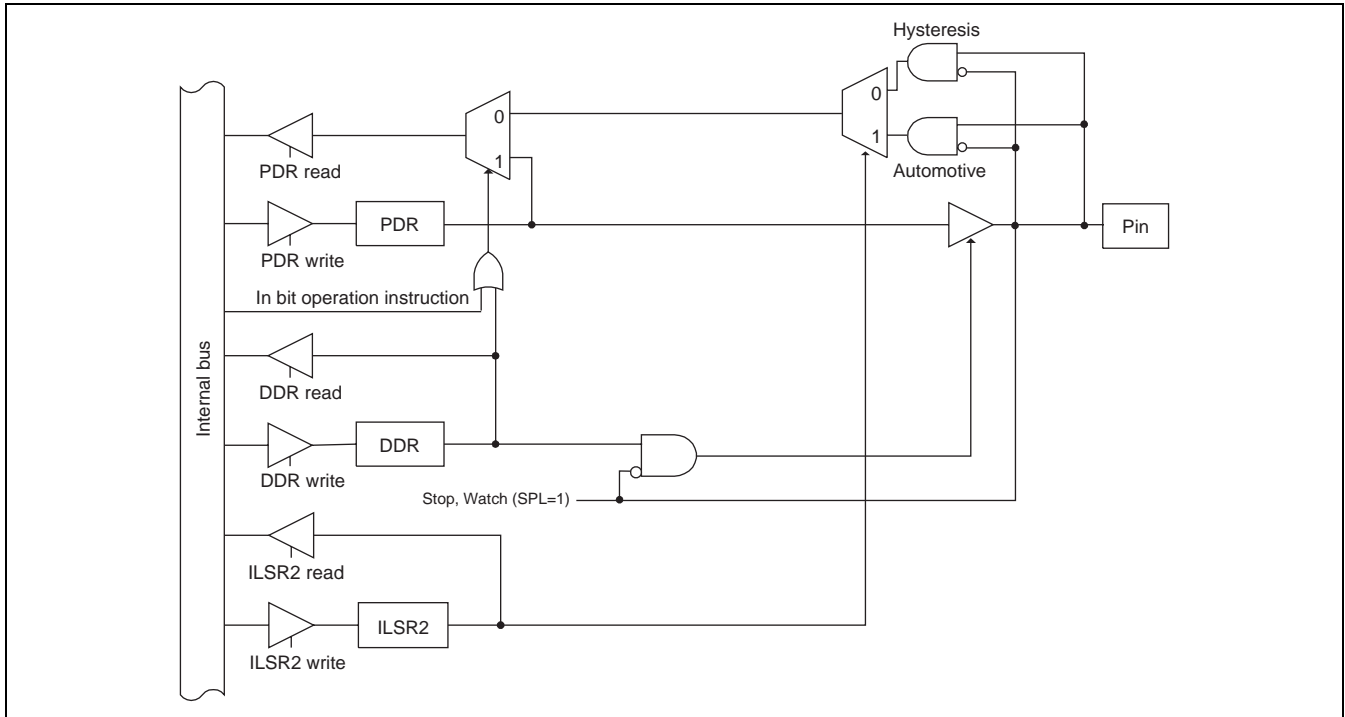 Hysteresis
0
1
Automotive
0
1
PDR read
PDR
PDR write
Pin
In bit operation instruction
Internal bus
DDR read
DDR
DDR write
Stop, Watch (SPL=1)
ILSR2 read
ILSR2
ILSR2 write